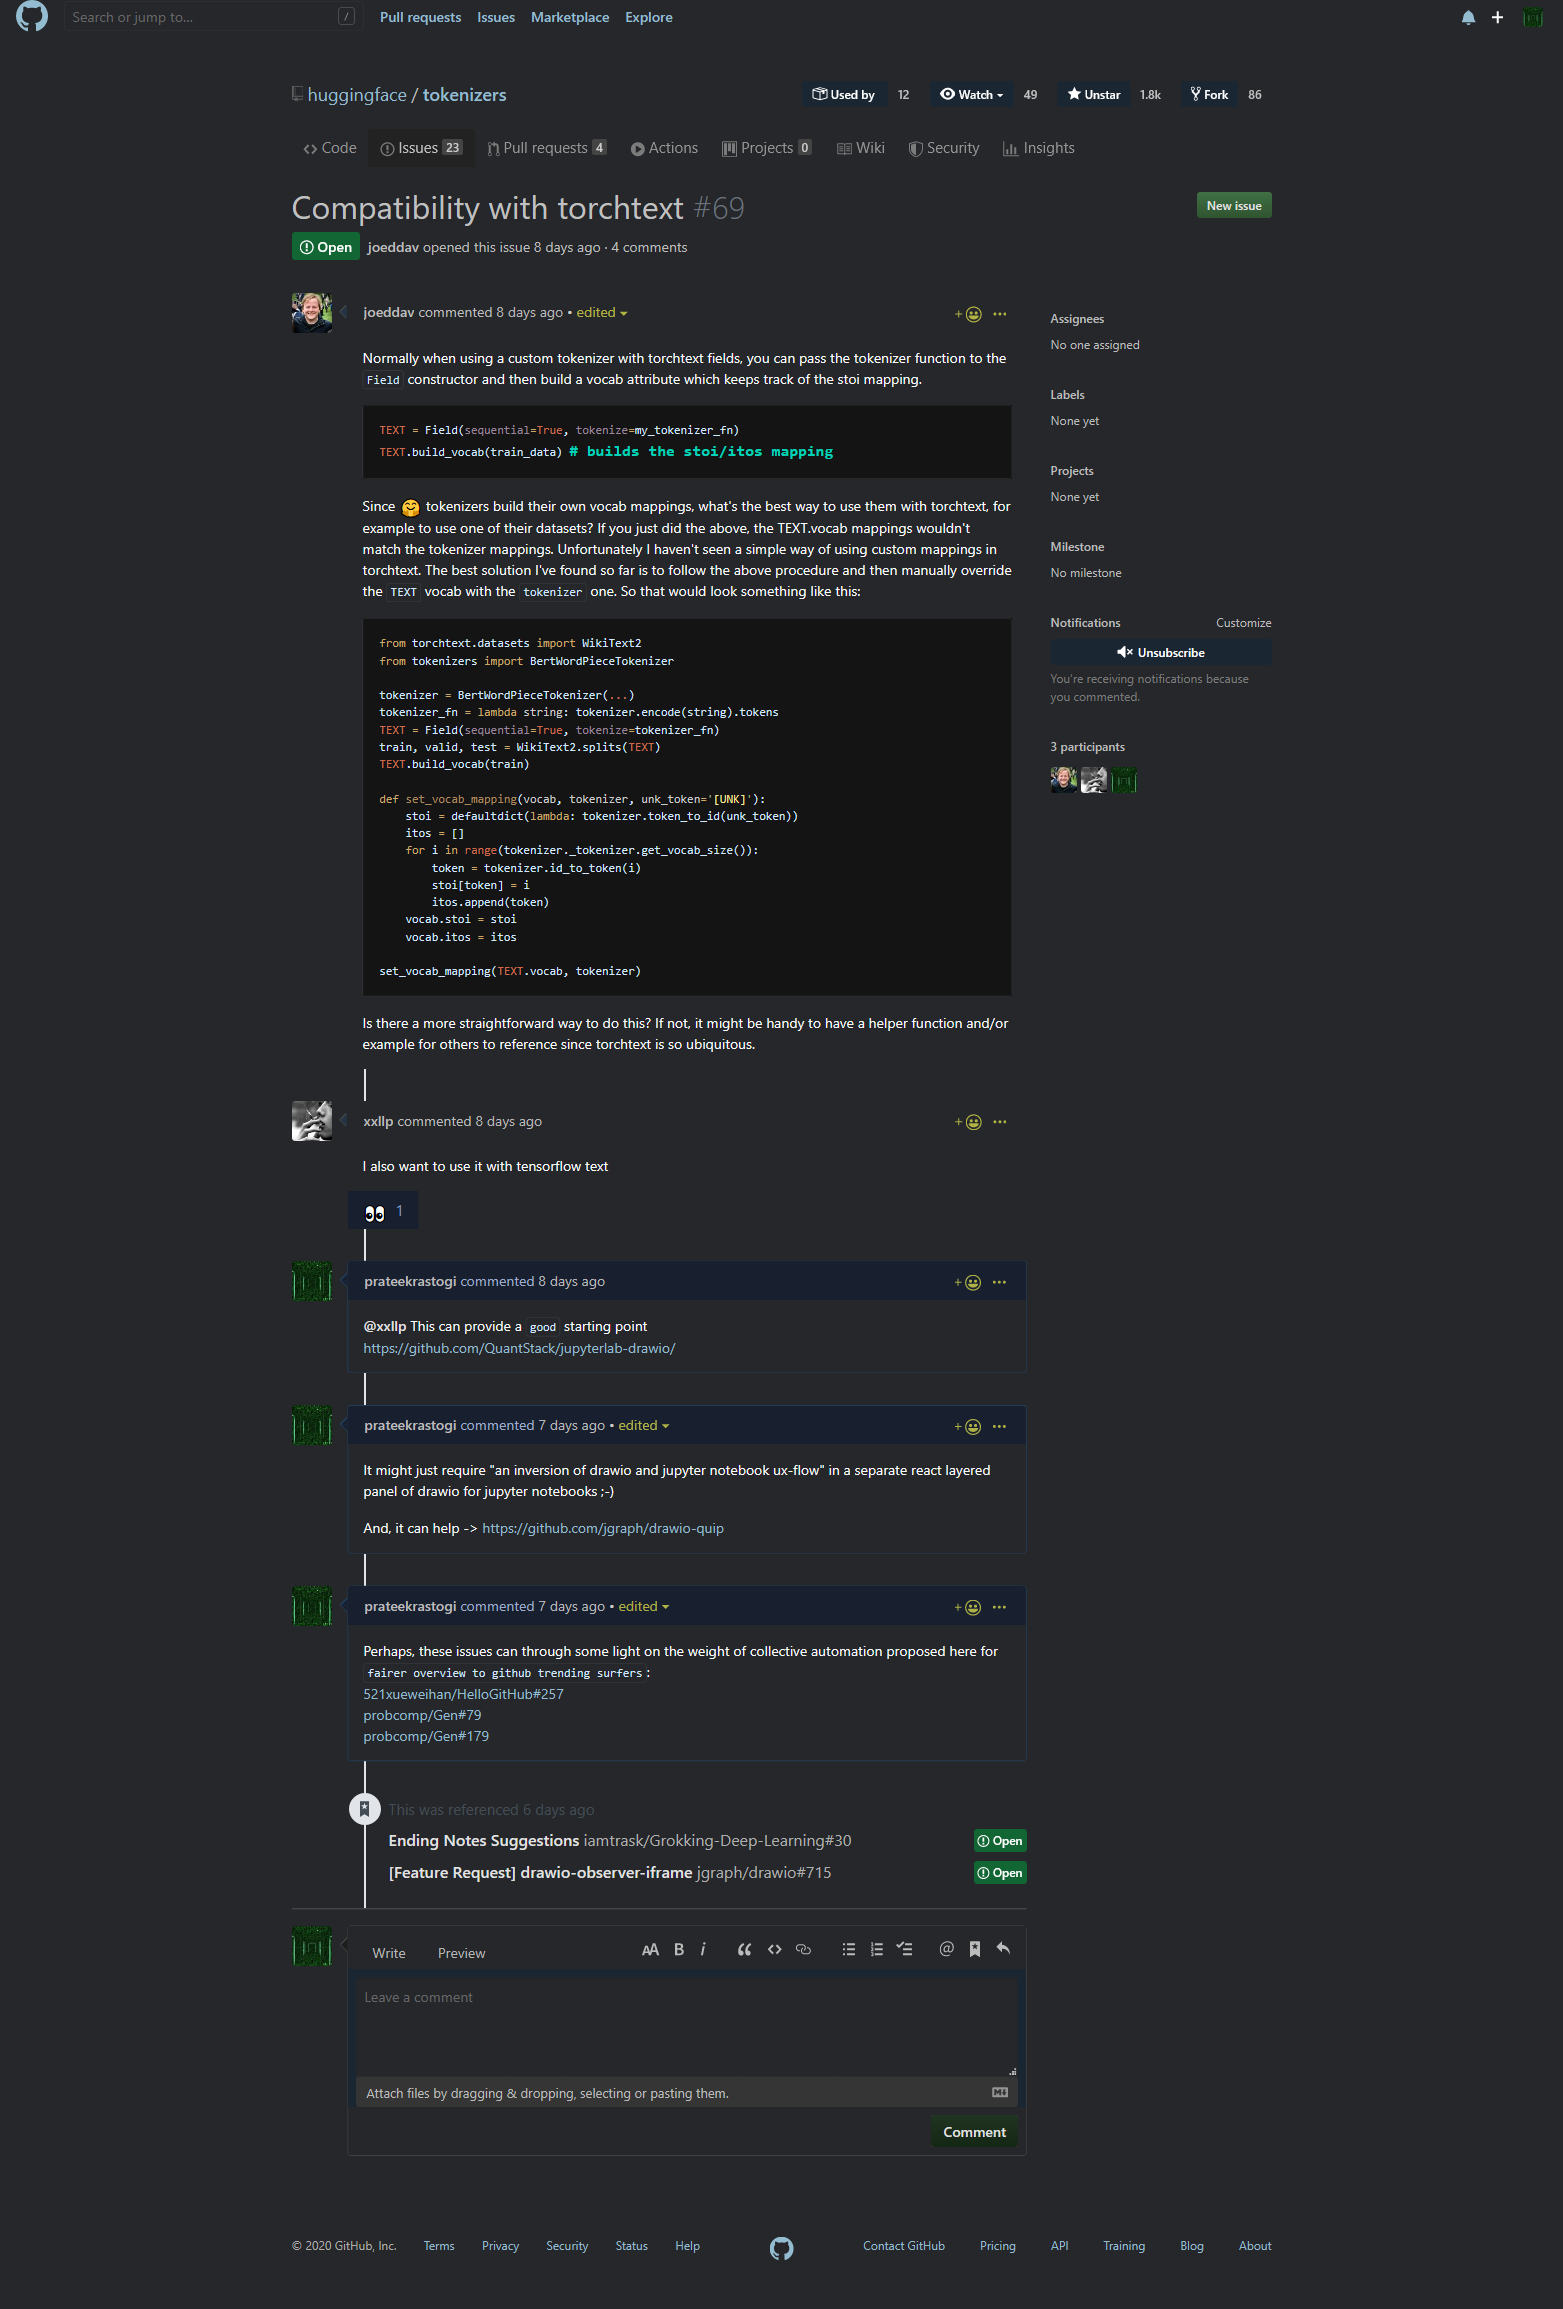 Search or jump to... /
Pull requests Issues Marketplace Explore
huggingface / tokenizers
Used by 12 Watch 49 Unstar 1.8k Fork 86
Code Issues 23 Pull requests 4 Actions Projects 0 Wiki Security Insights
Compatibility with torchtext #69
New issue
Open joeddav opened this issue 8 days ago · 4 comments
joeddav commented 8 days ago • edited
Normally when using a custom tokenizer with torchtext fields, you can pass the tokenizer function to the
Field constructor and then build a vocab attribute which keeps track of the stoi mapping.
TEXT = Field(sequential=True, tokenize=my_tokenizer_fn)
TEXT.build_vocab(train_data) # builds the stoi/itos mapping
Since 🤗 tokenizers build their own vocab mappings, what's the best way to use them with torchtext, for
example to use one of their datasets? If you just did the above, the TEXT.vocab mappings wouldn't
match the tokenizer mappings. Unfortunately I haven't seen a simple way of using custom mappings in
torchtext. The best solution I've found so far is to follow the above procedure and then manually override
the TEXT vocab with the tokenizer one. So that would look something like this:
from torchtext.datasets import WikiText2
from tokenizers import BertWordPieceTokenizer
tokenizer = BertWordPieceTokenizer(...)
tokenizer_fn = lambda string: tokenizer.encode(string).tokens
TEXT = Field(sequential=True, tokenize=tokenizer_fn)
train, valid, test = WikiText2.splits(TEXT)
TEXT.build_vocab(train)
def set_vocab_mapping(vocab, tokenizer, unk_token='[UNK]'):
    stoi = defaultdict(lambda: tokenizer.token_to_id(unk_token))
    itos = []
    for i in range(tokenizer._tokenizer.get_vocab_size()):
        token = tokenizer.id_to_token(i)
        stoi[token] = i
        itos.append(token)
    vocab.stoi = stoi
    vocab.itos = itos
set_vocab_mapping(TEXT.vocab, tokenizer)
Is there a more straightforward way to do this? If not, it might be handy to have a helper function and/or
example for others to reference since torchtext is so ubiquitous.
Assignees
No one assigned
Labels
None yet
Projects
None yet
Milestone
No milestone
Notifications Customize
Unsubscribe
You're receiving notifications because
you commented.
3 participants
xxllp commented 8 days ago
I also want to use it with tensorflow text
👀 1
prateekrastogi commented 8 days ago
@xxllp This can provide a good starting point
https://github.com/QuantStack/jupyterlab-drawio/
prateekrastogi commented 7 days ago • edited
It might just require "an inversion of drawio and jupyter notebook ux-flow" in a separate react layered
panel of drawio for jupyter notebooks ;-)
And, it can help -> https://github.com/jgraph/drawio-quip
prateekrastogi commented 7 days ago • edited
Perhaps, these issues can through some light on the weight of collective automation proposed here for
fairer overview to github trending surfers:
521xueweihan/HelloGitHub#257
probcomp/Gen#79
probcomp/Gen#179
This was referenced 6 days ago
Ending Notes Suggestions iamtrask/Grokking-Deep-Learning#30 Open
[Feature Request] drawio-observer-iframe jgraph/drawio#715 Open
Write Preview AA B i “ <> @
Leave a comment
Attach files by dragging & dropping, selecting or pasting them.
Comment
© 2020 GitHub, Inc. Terms Privacy Security Status Help Contact GitHub Pricing API Training Blog About